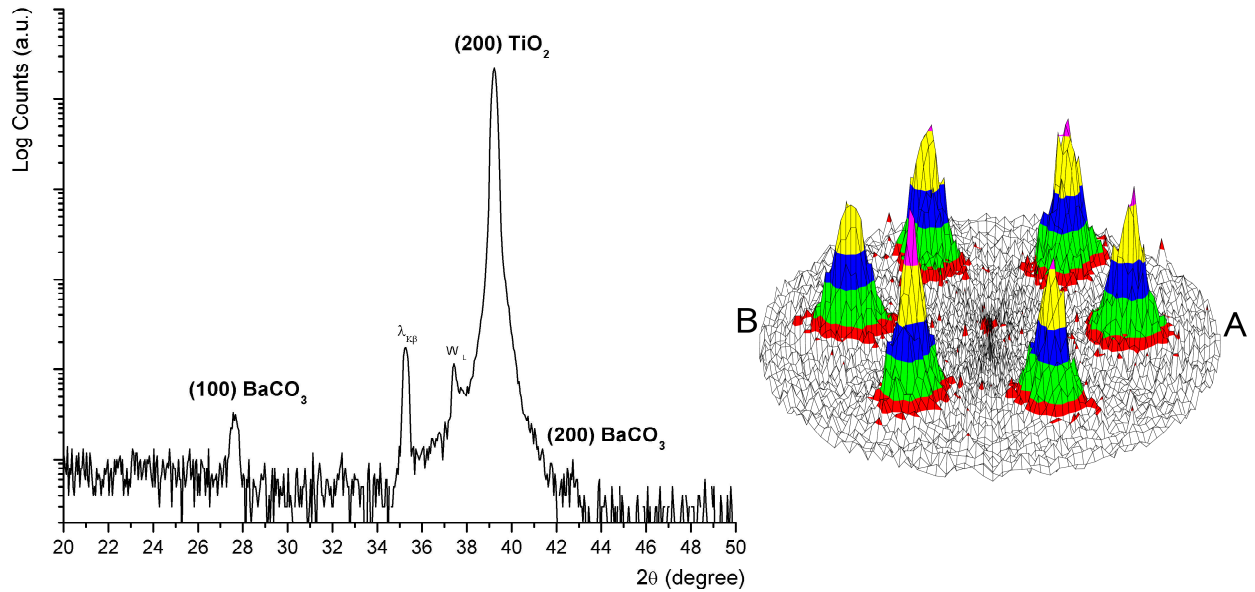 Log Counts (a.u.)
(200) TiO₂
λKβ
W L
(100) BaCO₃
(200) BaCO₃
20 22 24 26 28 30 32 34 36 38 40 42 44 46 48 50
2θ (degree)
B
A